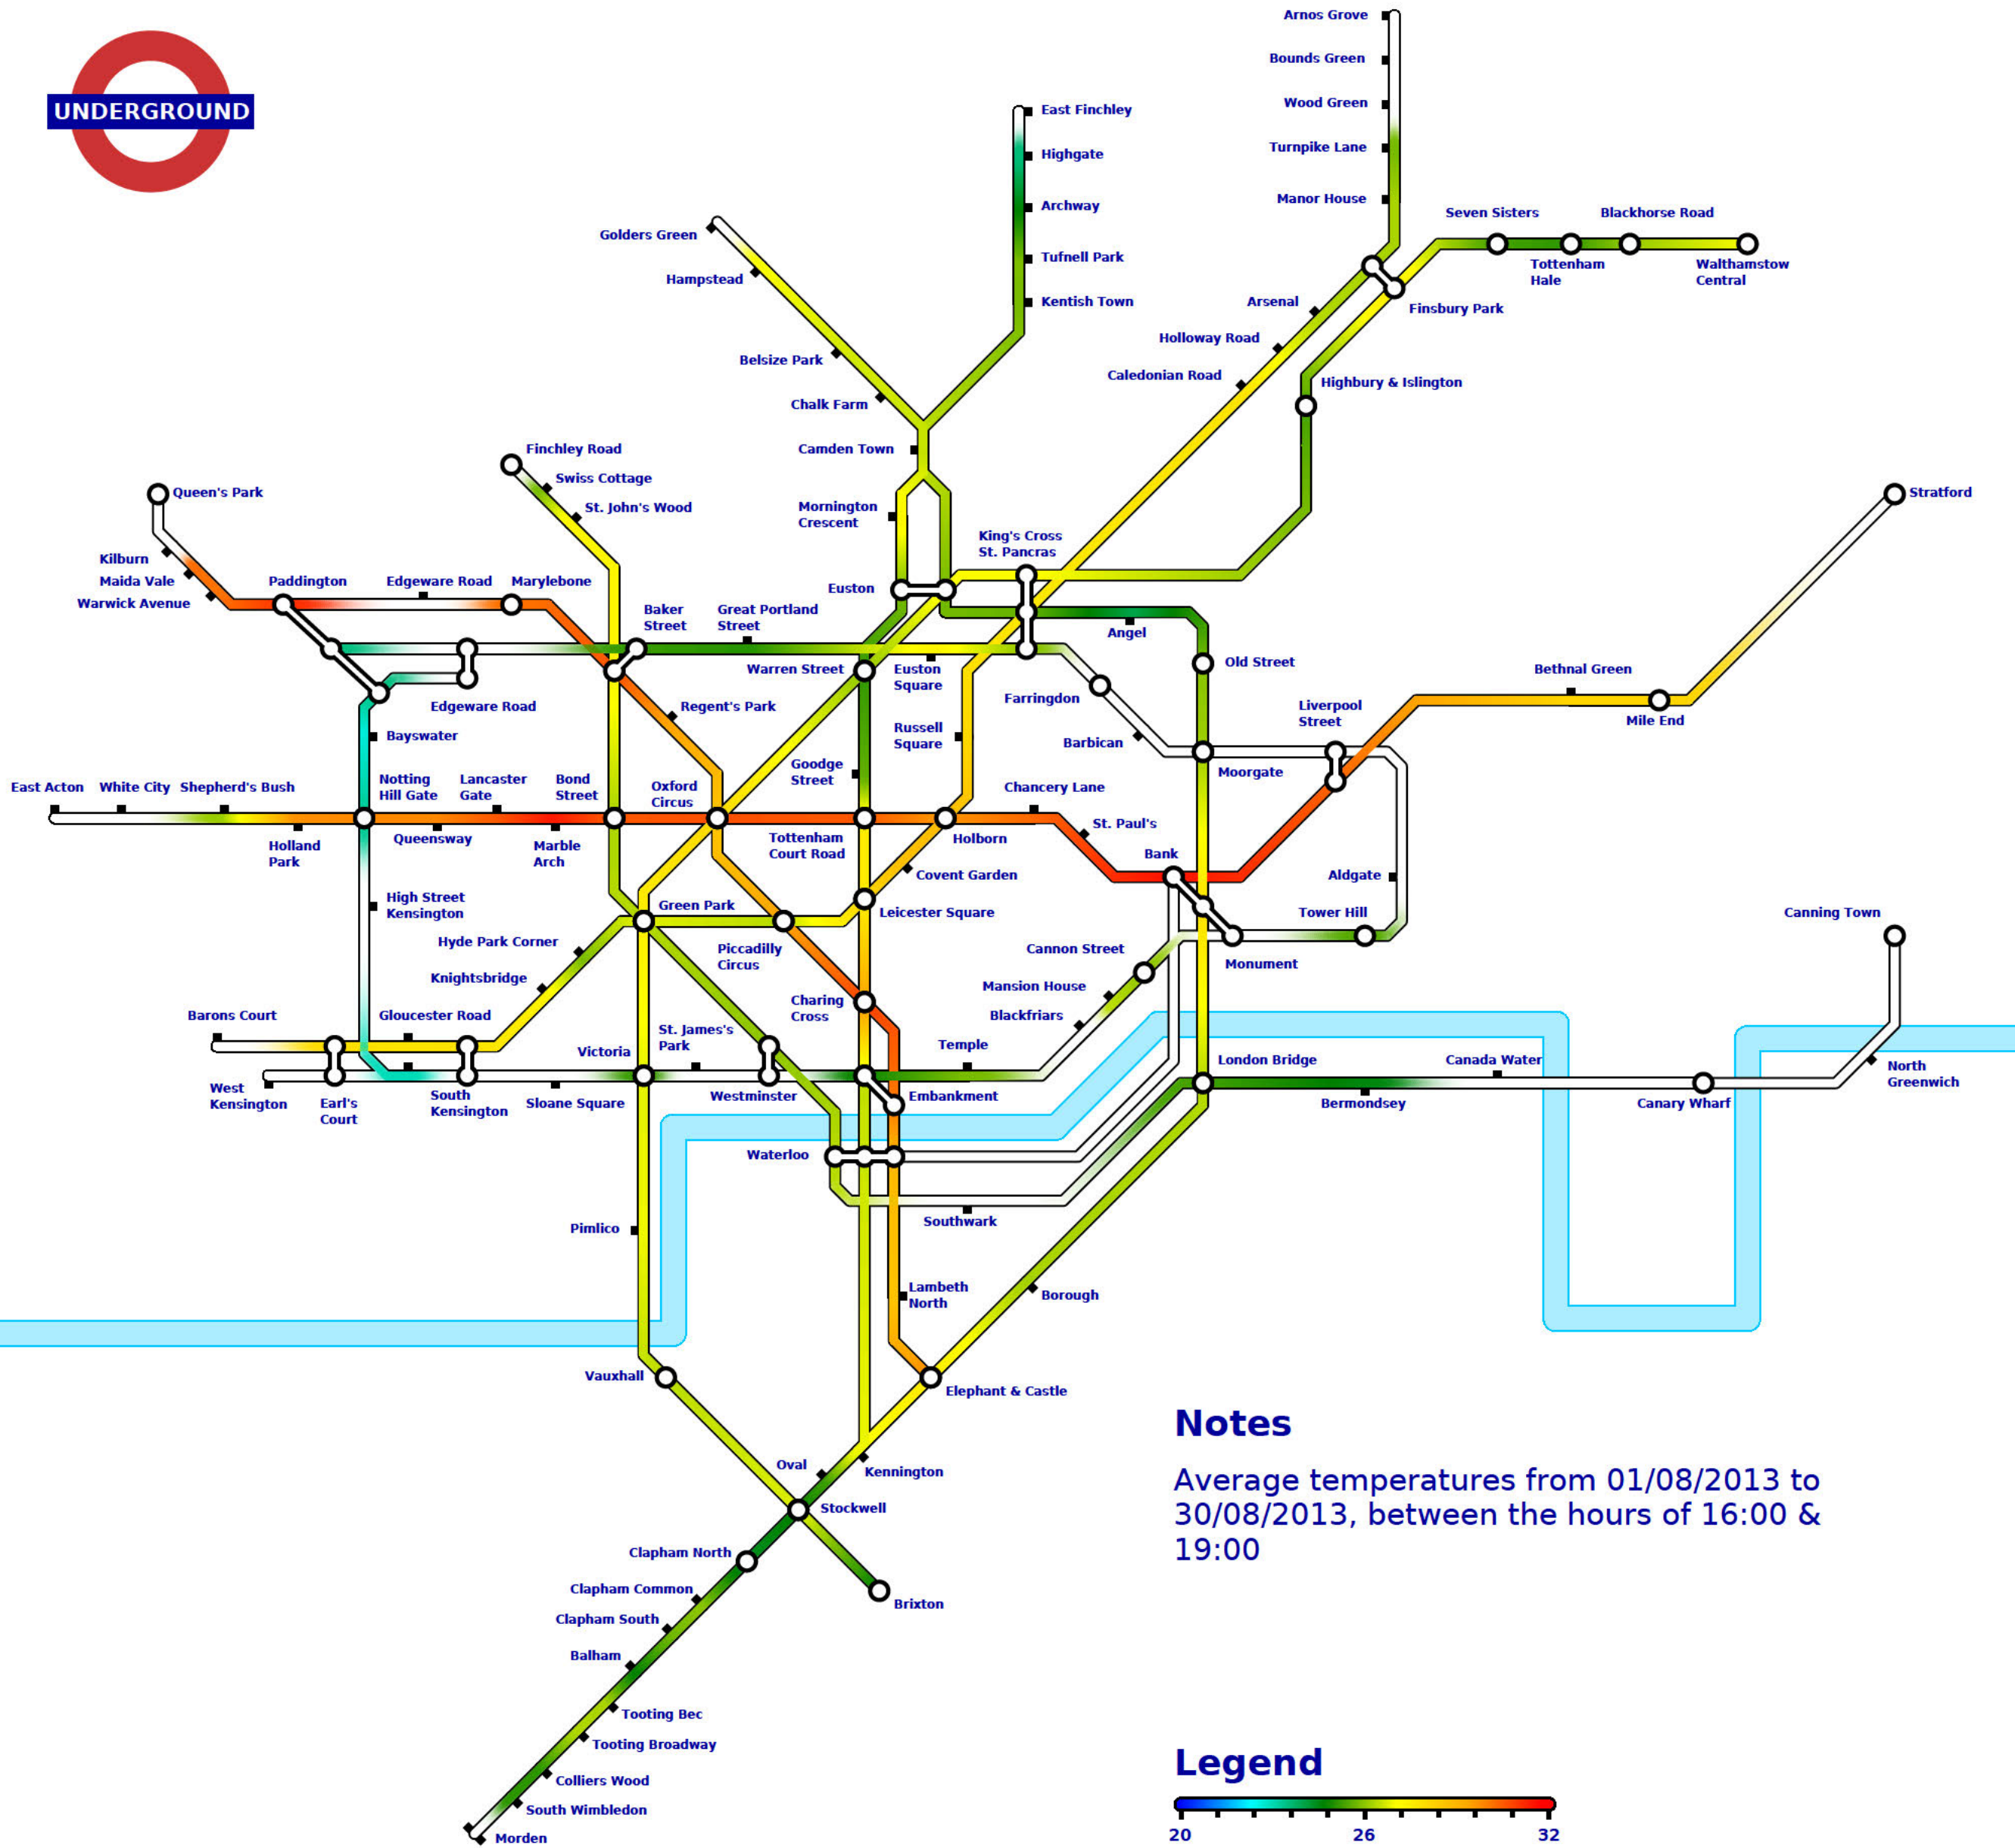 UNDERGROUND
Arnos Grove
Bounds Green
Wood Green
Turnpike Lane
Manor House
East Finchley
Highgate
Archway
Tufnell Park
Kentish Town
Golders Green
Hampstead
Belsize Park
Chalk Farm
Camden Town
Seven Sisters
Blackhorse Road
Tottenham
Hale
Walthamstow
Central
Finsbury Park
Arsenal
Holloway Road
Caledonian Road
Highbury & Islington
Finchley Road
Swiss Cottage
St. John's Wood
Queen's Park
Kilburn
Maida Vale
Warwick Avenue
Paddington
Edgeware Road
Marylebone
Mornington
Crescent
King's Cross
St. Pancras
Stratford
Euston
Baker
Street
Great Portland
Street
Angel
Warren Street
Euston
Square
Old Street
Bethnal Green
Edgeware Road
Regent's Park
Farringdon
Liverpool
Street
Mile End
Bayswater
Russell
Square
Barbican
Moorgate
East Acton
White City
Shepherd's Bush
Notting
Hill Gate
Lancaster
Gate
Bond
Street
Oxford
Circus
Goodge
Street
Chancery Lane
Holland
Park
Queensway
Marble
Arch
Tottenham
Court Road
Holborn
St. Paul's
Bank
Covent Garden
Aldgate
High Street
Kensington
Green Park
Leicester Square
Tower Hill
Canning Town
Hyde Park Corner
Piccadilly
Circus
Cannon Street
Monument
Knightsbridge
Mansion House
Barons Court
Gloucester Road
Charing
Cross
Blackfriars
St. James's
Park
Victoria
Temple
London Bridge
Canada Water
North
Greenwich
West
Kensington
Earl's
Court
South
Kensington
Sloane Square
Westminster
Embankment
Bermondsey
Canary Wharf
Waterloo
Southwark
Pimlico
Lambeth
North
Borough
Vauxhall
Elephant & Castle
Oval
Kennington
Stockwell
Clapham North
Clapham Common
Brixton
Clapham South
Balham
Tooting Bec
Tooting Broadway
Colliers Wood
South Wimbledon
Morden
Notes
Average temperatures from 01/08/2013 to
30/08/2013, between the hours of 16:00 &
19:00
Legend
20 26 32